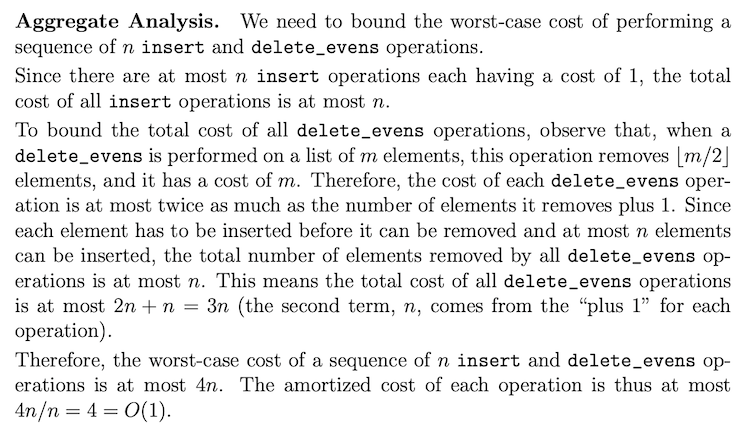 Aggregate Analysis. We need to bound the worst-case cost of performing a
sequence of n insert and delete_evens operations.
Since there are at most n insert operations each having a cost of 1, the total
cost of all insert operations is at most n.
To bound the total cost of all delete_evens operations, observe that, when a
delete_evens is performed on a list of m elements, this operation removes ⌊m/2⌋
elements, and it has a cost of m. Therefore, the cost of each delete_evens oper-
ation is at most twice as much as the number of elements it removes plus 1. Since
each element has to be inserted before it can be removed and at most n elements
can be inserted, the total number of elements removed by all delete_evens op-
erations is at most n. This means the total cost of all delete_evens operations
is at most 2n + n = 3n (the second term, n, comes from the “plus 1” for each
operation).
Therefore, the worst-case cost of a sequence of n insert and delete_evens op-
erations is at most 4n. The amortized cost of each operation is thus at most
4n/n = 4 = O(1).